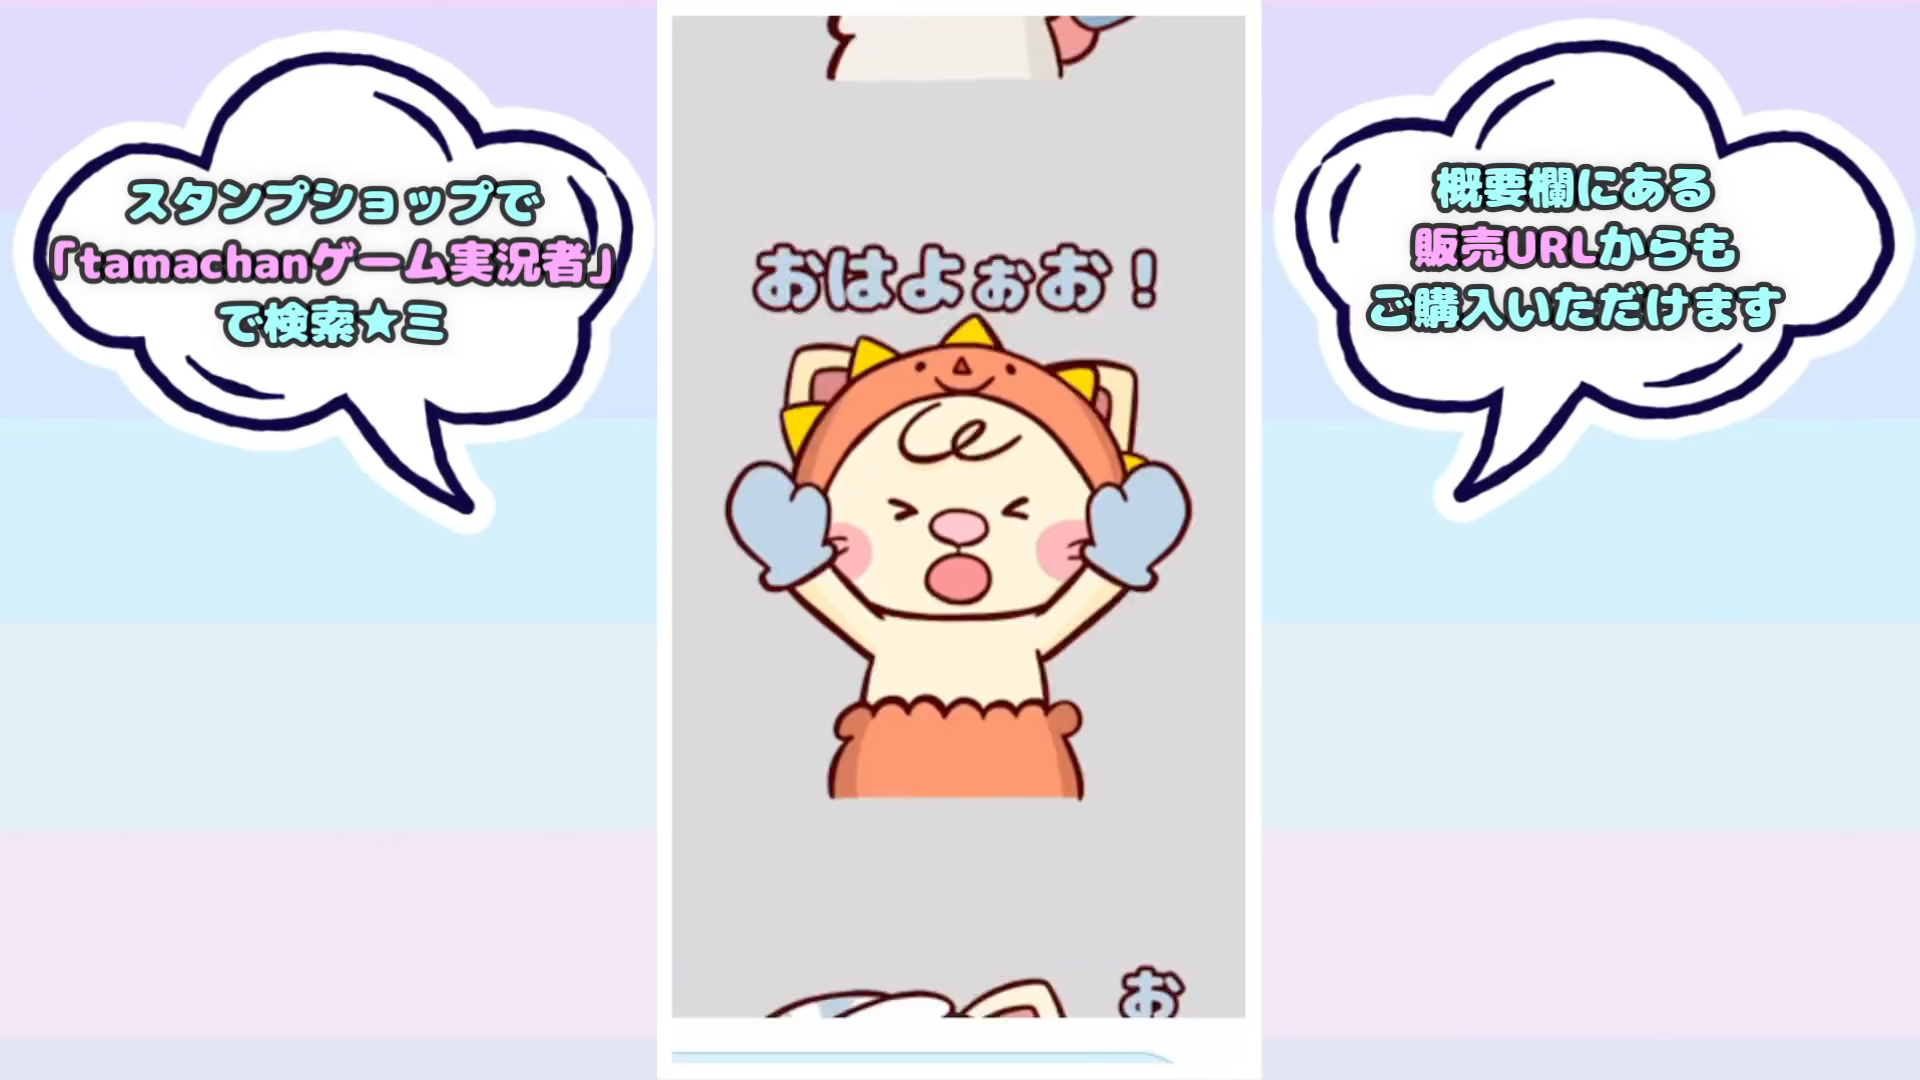 スタンプショップで
「tamachanゲーム実況者」
で検索★ミ
おはよぉお！
お
概要欄にある
販売URLからも
ご購入いただけます